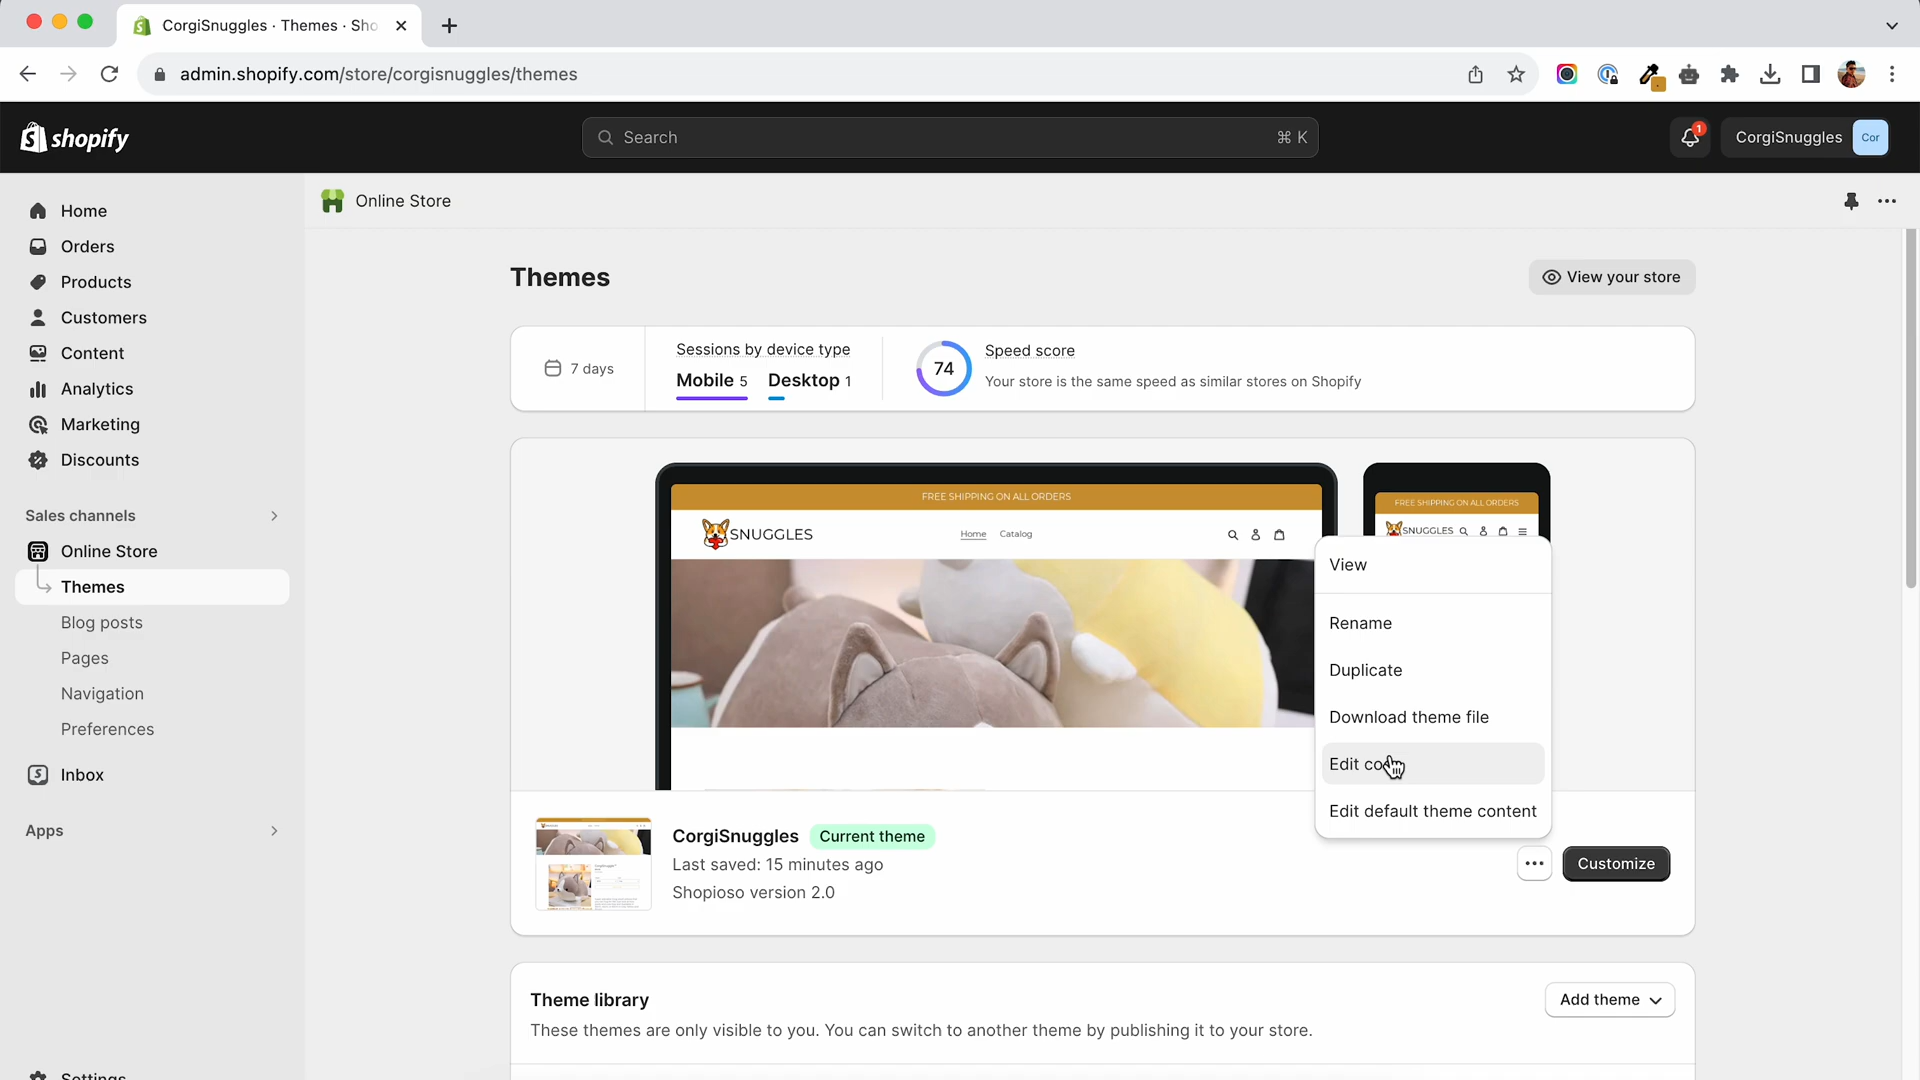 CorgiSnuggles · Themes · Sho
admin.shopify.com/store/corgisnuggles/themes
shopify
Search
⌘ K
1
CorgiSnuggles
Cor
Home
Orders
Products
Customers
Content
Analytics
Marketing
Discounts
Sales channels
Online Store
Themes
Blog posts
Pages
Navigation
Preferences
Inbox
Apps
Settings
Online Store
Themes
View your store
7 days
Sessions by device type
Mobile 5 Desktop 1
74
Speed score
Your store is the same speed as similar stores on Shopify
FREE SHIPPING ON ALL ORDERS
SNUGGLES
Home Catalog
FREE SHIPPING ON ALL ORDERS
SNUGGLES
View
Rename
Duplicate
Download theme file
Edit co
Edit default theme content
CorgiSnuggles Current theme
Last saved: 15 minutes ago
Shopioso version 2.0
Customize
Theme library
Add theme
These themes are only visible to you. You can switch to another theme by publishing it to your store.